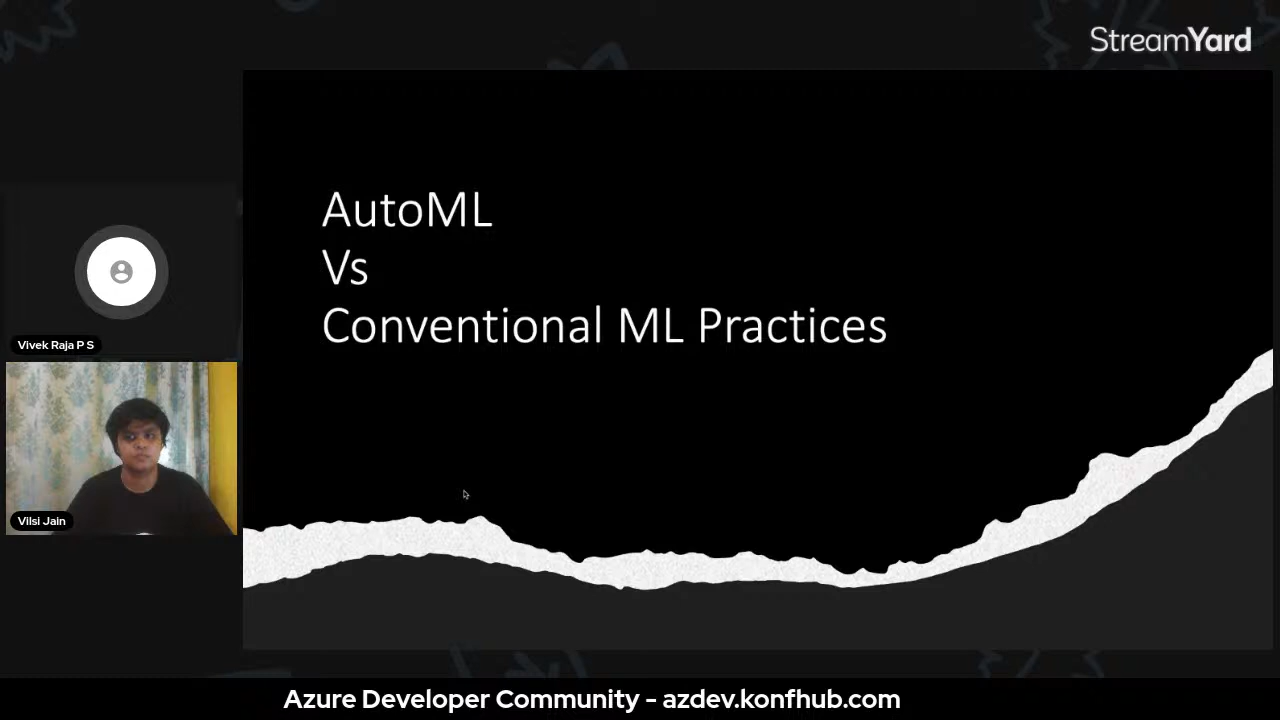 StreamYard
AutoML
Vs
Conventional ML Practices
Vivek Raja P S
Vilsi Jain
Azure Developer Community - azdev.konfhub.com